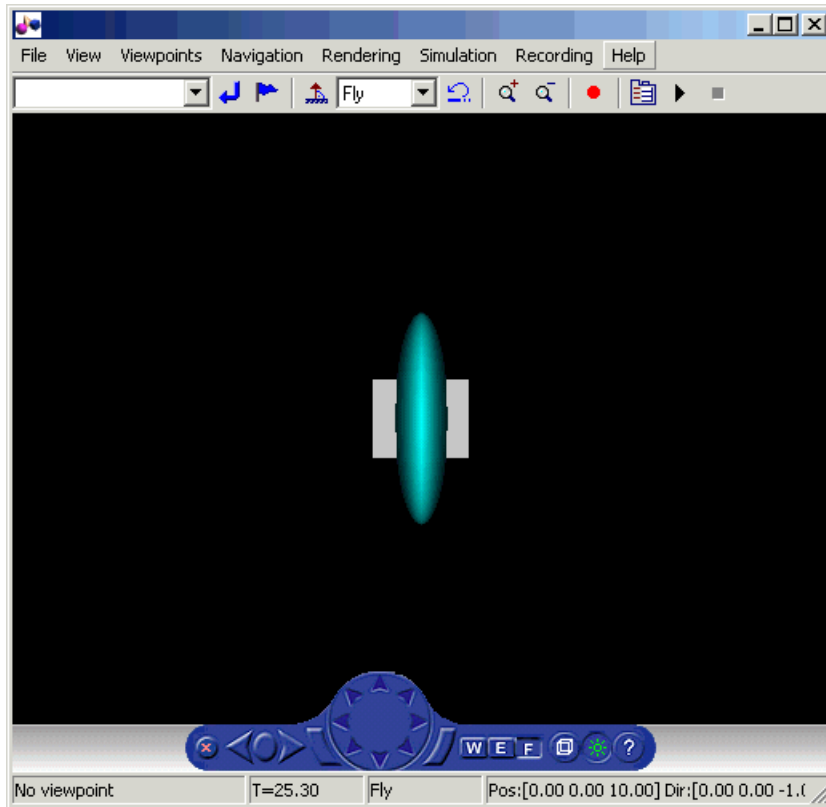 File View Viewpoints Navigation Rendering Simulation Recording Help
Fly
W E F ?
No viewpoint T=25.30 Fly Pos:[0.00 0.00 10.00] Dir:[0.00 0.00 -1.(